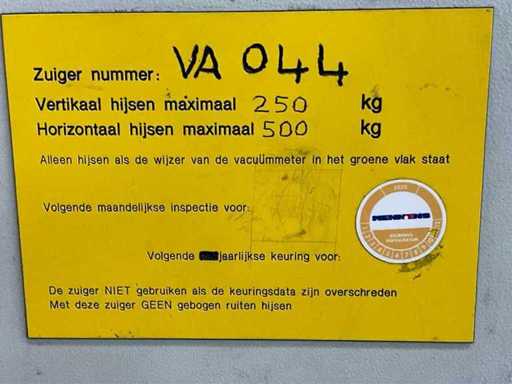 Zuiger nummer: VA 044
Vertikaal hijsen maximaal 250 kg
Horizontaal hijsen maximaal 500 kg
Alleen hijsen als de wijzer van de vacuümmeter in het groene vlak staat
Volgende maandelijkse inspectie voor:
MENNENS
Volgende jaarlijkse keuring voor:
De zuiger NIET gebruiken als de keuringsdata zijn overschreden
Met deze zuiger GEEN gebogen ruiten hijsen